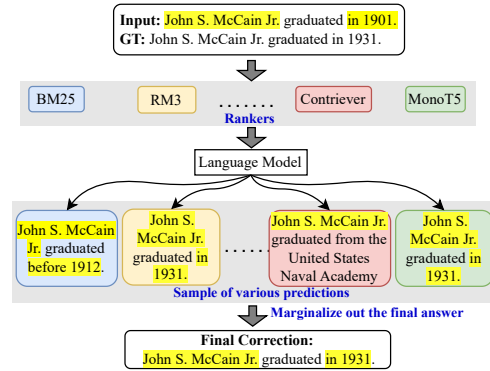 Input: John S. McCain Jr. graduated in 1901.
GT: John S. McCain Jr. graduated in 1931.
BM25
RM3
.......
Contriever
MonoT5
Rankers
Language Model
John S. McCain
Jr. graduated
before 1912.
John S.
McCain Jr.
graduated in
1931.
......
John S. McCain Jr.
graduated from the
United States
Naval Academy
John S.
McCain Jr.
graduated in
1931.
Sample of various predictions
Marginalize out the final answer
Final Correction:
John S. McCain Jr. graduated in 1931.